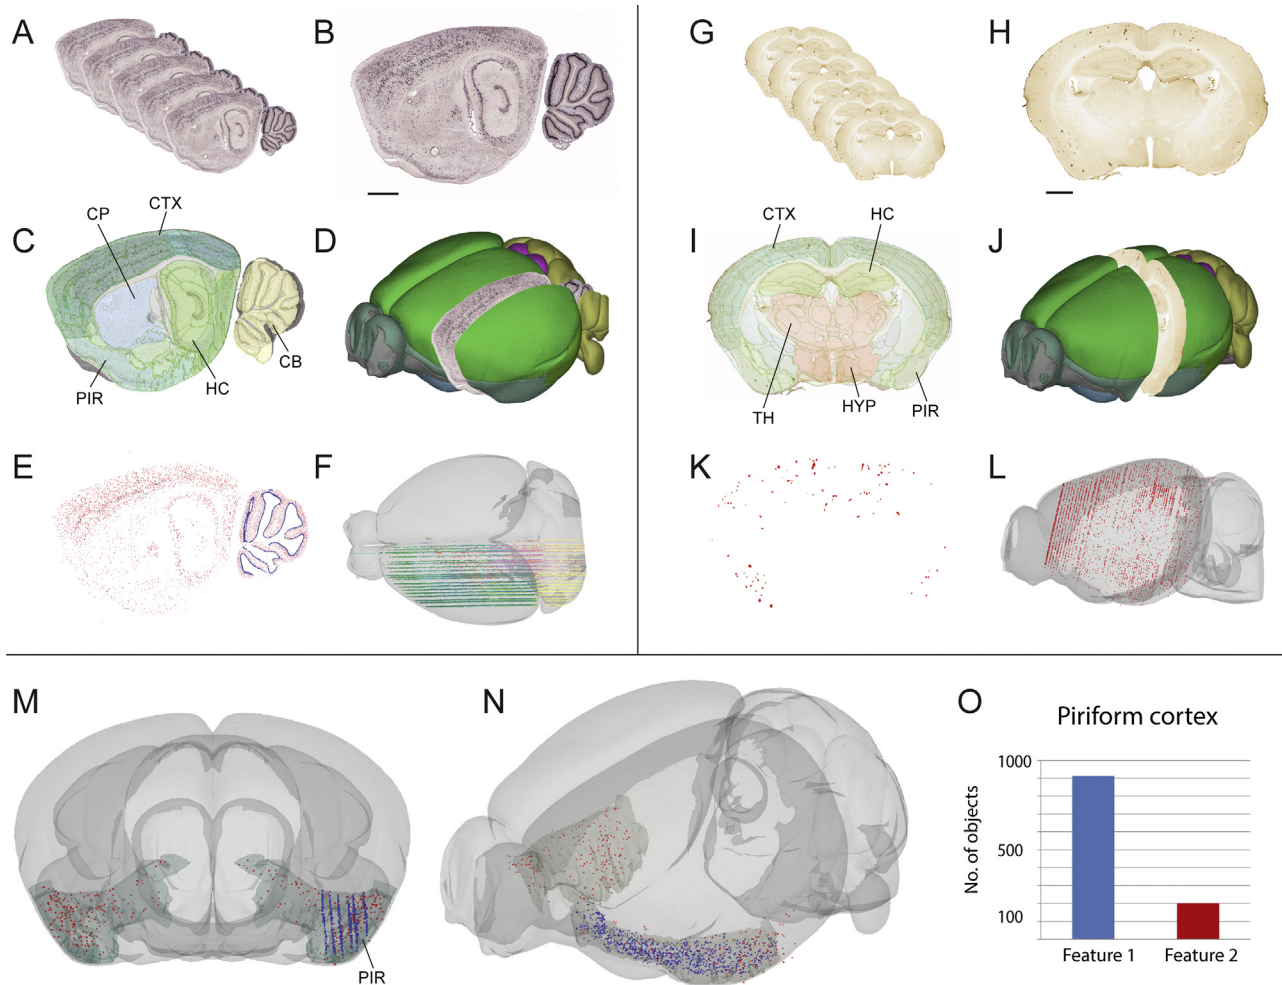 A
B
G
H
CP
CTX
C
D
CB
PIR
HC
CTX
HC
I
J
TH
HYP
PIR
E
F
K
L
M
PIR
N
O
Piriform cortex
No. of objects
1000
500
100
Feature 1
Feature 2